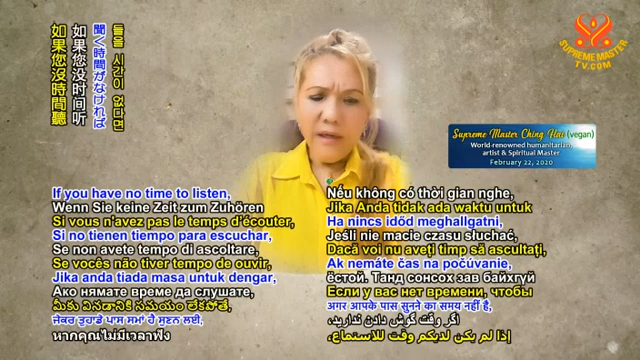 如果您沒時間聽
如果您没时间听
聞く時間がなければ
들을 시간이 없다면
SUPREME MASTER
TV.COM
Supreme Master Ching Hai (vegan)
World-renowned humanitarian,
artist & Spiritual Master
February 22, 2020
If you have no time to listen,
Wenn Sie keine Zeit zum Zuhören
Si vous n'avez pas le temps d'écouter,
Si no tienen tiempo para escuchar,
Se non avete tempo di ascoltare,
Se vocês não tiver tempo de ouvir,
Jika anda tiada masa untuk dengar,
Ако нямате време да слушате,
మీకు వినడానికి సమయం లేకపోతే,
ਜੇਕਰ ਤੁਹਾਡੇ ਪਾਸ ਸਮਾਂ ਹੈ ਸੁਣਨ ਲਈ,
หากคุณไม่มีเวลาฟัง
Nếu không có thời gian nghe,
Jika Anda tidak ada waktu untuk
Ha nincs időd meghallgatni,
Jeśli nie macie czasu słuchać,
Dacă voi nu aveți timp să ascultați,
Ak nemáte čas na počúvanie,
ёстой. Танд сонсох зав байхгүй
Если у вас нет времени, чтобы
अगर आपके पास सुनने का समय नहीं है,
اگر وقت گوش دادن ندارید،
إذا لم يكن لديكم وقت للاستماع،